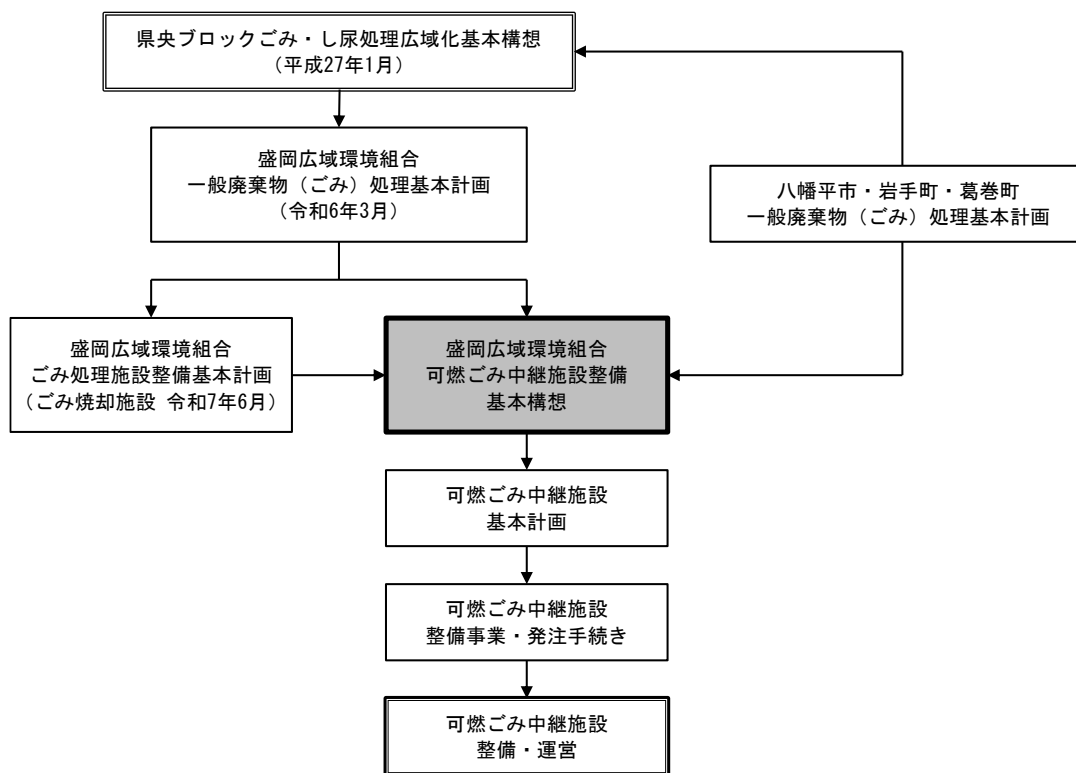 県央ブロックごみ・し尿処理広域化基本構想
（平成27年1月）
盛岡広域環境組合
一般廃棄物（ごみ）処理基本計画
（令和6年3月）
八幡平市・岩手町・葛巻町
一般廃棄物（ごみ）処理基本計画
盛岡広域環境組合
ごみ処理施設整備基本計画
（ごみ焼却施設 令和7年6月）
盛岡広域環境組合
可燃ごみ中継施設整備
基本構想
可燃ごみ中継施設
基本計画
可燃ごみ中継施設
整備事業・発注手続き
可燃ごみ中継施設
整備・運営